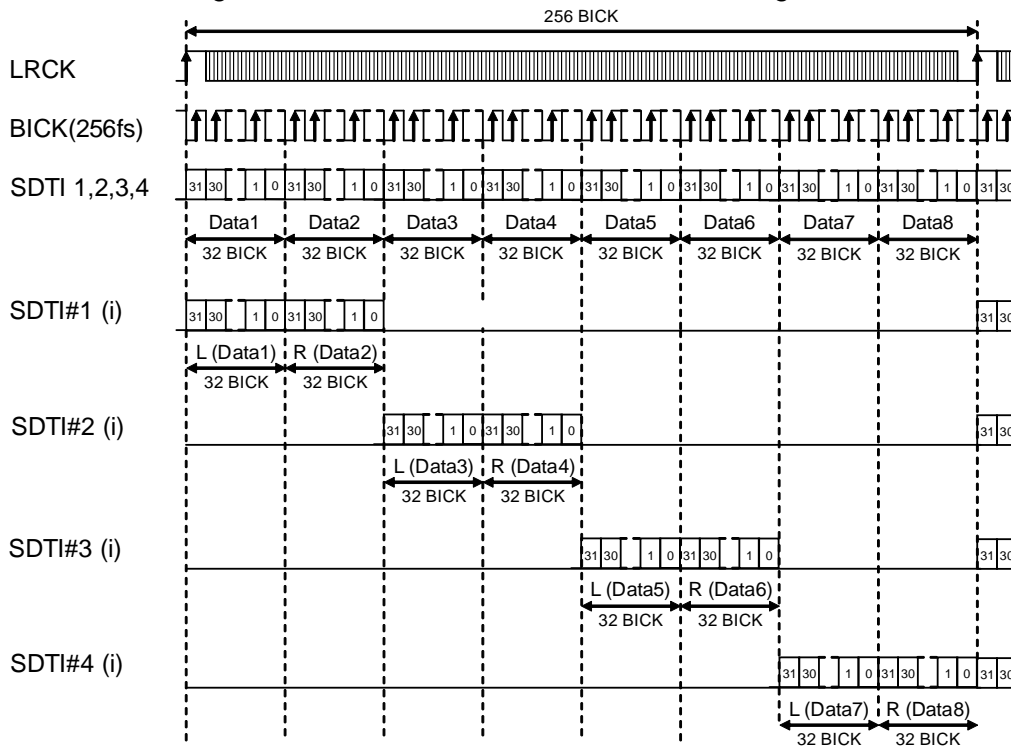 256 BICK
LRCK
BICK(256fs)
SDTI 1,2,3,4
31 30 1 0 31 30 1 0 31 30 1 0 31 30 1 0 31 30 1 0 31 30 1 0 31 30 1 0 31 30 1 0 31 30
Data1 Data2 Data3 Data4 Data5 Data6 Data7 Data8
32 BICK 32 BICK 32 BICK 32 BICK 32 BICK 32 BICK 32 BICK 32 BICK
SDTI#1 (i)
31 30 1 0 31 30 1 0 31 30
L (Data1) R (Data2)
32 BICK 32 BICK
SDTI#2 (i)
31 30 1 0 31 30 1 0 31 30
L (Data3) R (Data4)
32 BICK 32 BICK
SDTI#3 (i)
31 30 1 0 31 30 1 0 31 30
L (Data5) R (Data6)
32 BICK 32 BICK
SDTI#4 (i)
31 30 1 0 31 30 1 0 31 30
L (Data7) R (Data8)
32 BICK 32 BICK